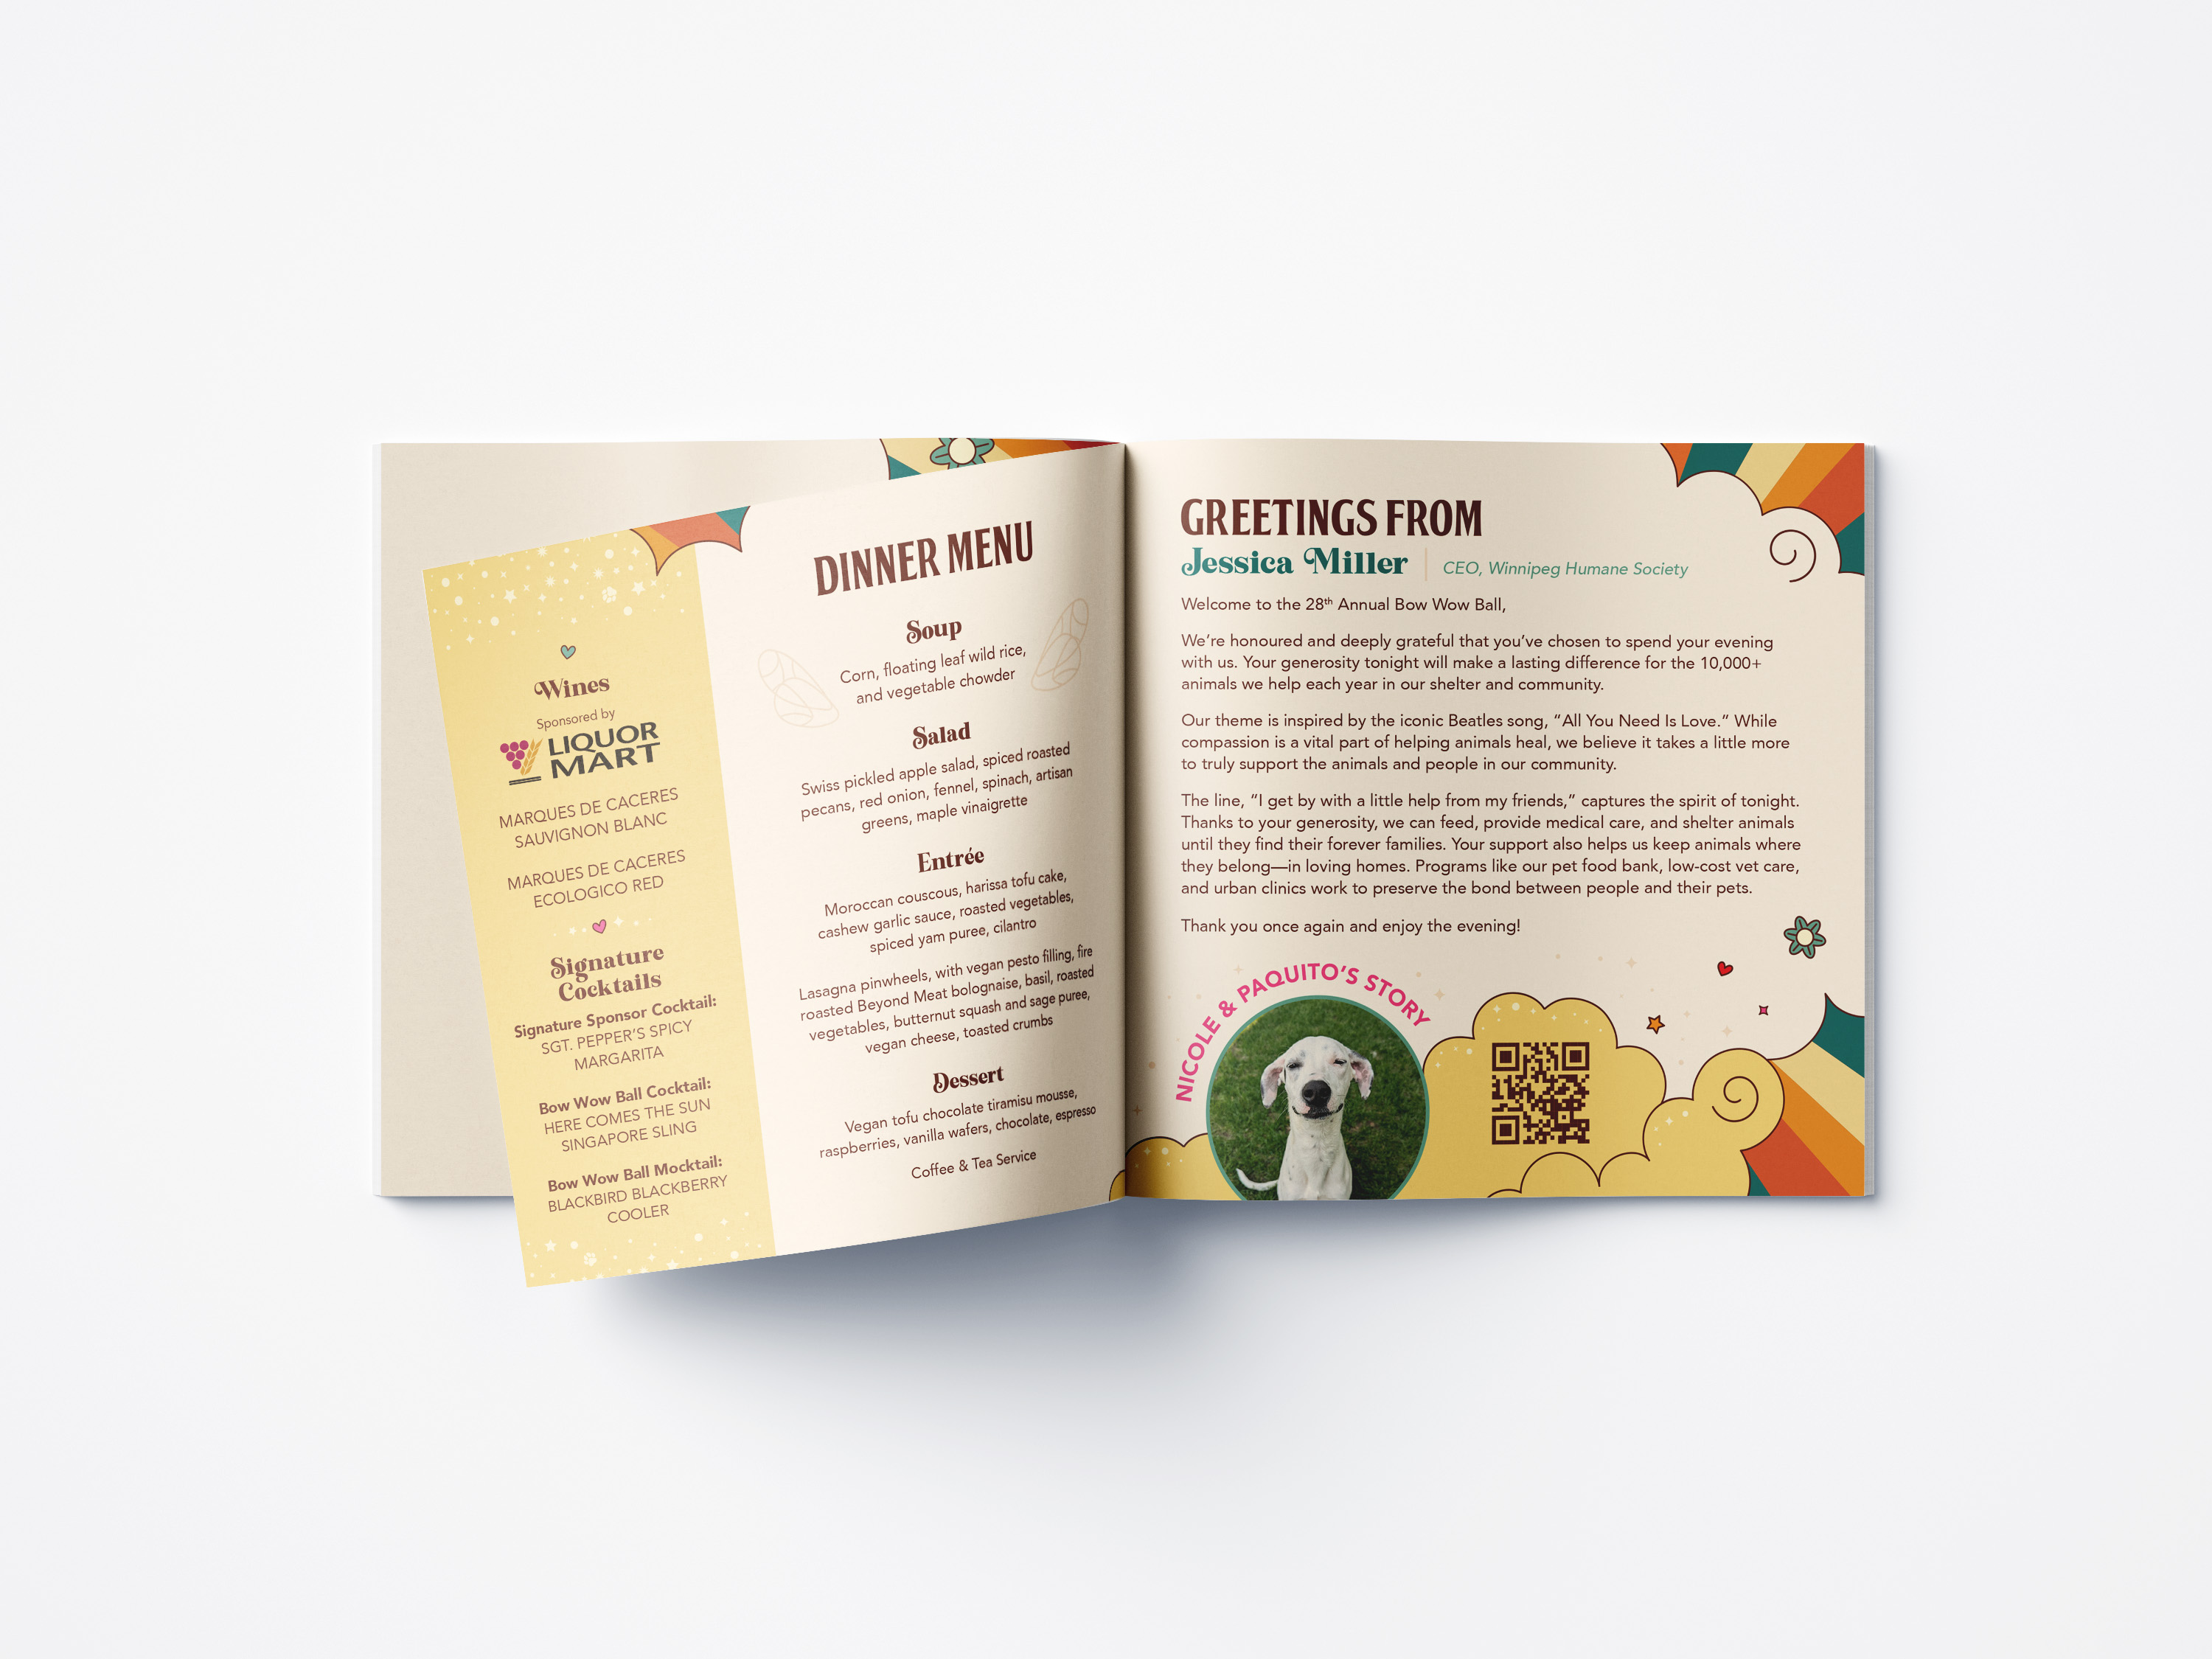 Wines
Sponsored by
LIQUOR
MART
MARQUES DE CACERES
SAUVIGNON BLANC
MARQUES DE CACERES
ECOLOGICO RED
Signature
Cocktails
Signature Sponsor Cocktail:
SGT. PEPPER'S SPICY
MARGARITA
Bow Wow Ball Cocktail:
HERE COMES THE SUN
SINGAPORE SLING
Bow Wow Ball Mocktail:
BLACKBIRD BLACKBERRY
COOLER
DINNER MENU
Soup
Corn, floating leaf wild rice,
and vegetable chowder
Salad
Swiss pickled apple salad, spiced roasted
pecans, red onion, fennel, spinach, artisan
greens, maple vinaigrette
Entrée
Moroccan couscous, harissa tofu cake,
cashew garlic sauce, roasted vegetables,
spiced yam puree, cilantro
Lasagna pinwheels, with vegan pesto filling, fire
roasted Beyond Meat bolognaise, basil, roasted
vegetables, butternut squash and sage puree,
vegan cheese, toasted crumbs
Dessert
Vegan tofu chocolate tiramisu mousse,
raspberries, vanilla wafers, chocolate, espresso
Coffee & Tea Service
GREETINGS FROM
Jessica Miller | CEO, Winnipeg Humane Society
Welcome to the 28th Annual Bow Wow Ball,
We're honoured and deeply grateful that you've chosen to spend your evening
with us. Your generosity tonight will make a lasting difference for the 10,000+
animals we help each year in our shelter and community.
Our theme is inspired by the iconic Beatles song, "All You Need Is Love." While
compassion is a vital part of helping animals heal, we believe it takes a little more
to truly support the animals and people in our community.
The line, "I get by with a little help from my friends," captures the spirit of tonight.
Thanks to your generosity, we can feed, provide medical care, and shelter animals
until they find their forever families. Your support also helps us keep animals where
they belong—in loving homes. Programs like our pet food bank, low-cost vet care,
and urban clinics work to preserve the bond between people and their pets.
Thank you once again and enjoy the evening!
NICOLE & PAQUITO'S STORY